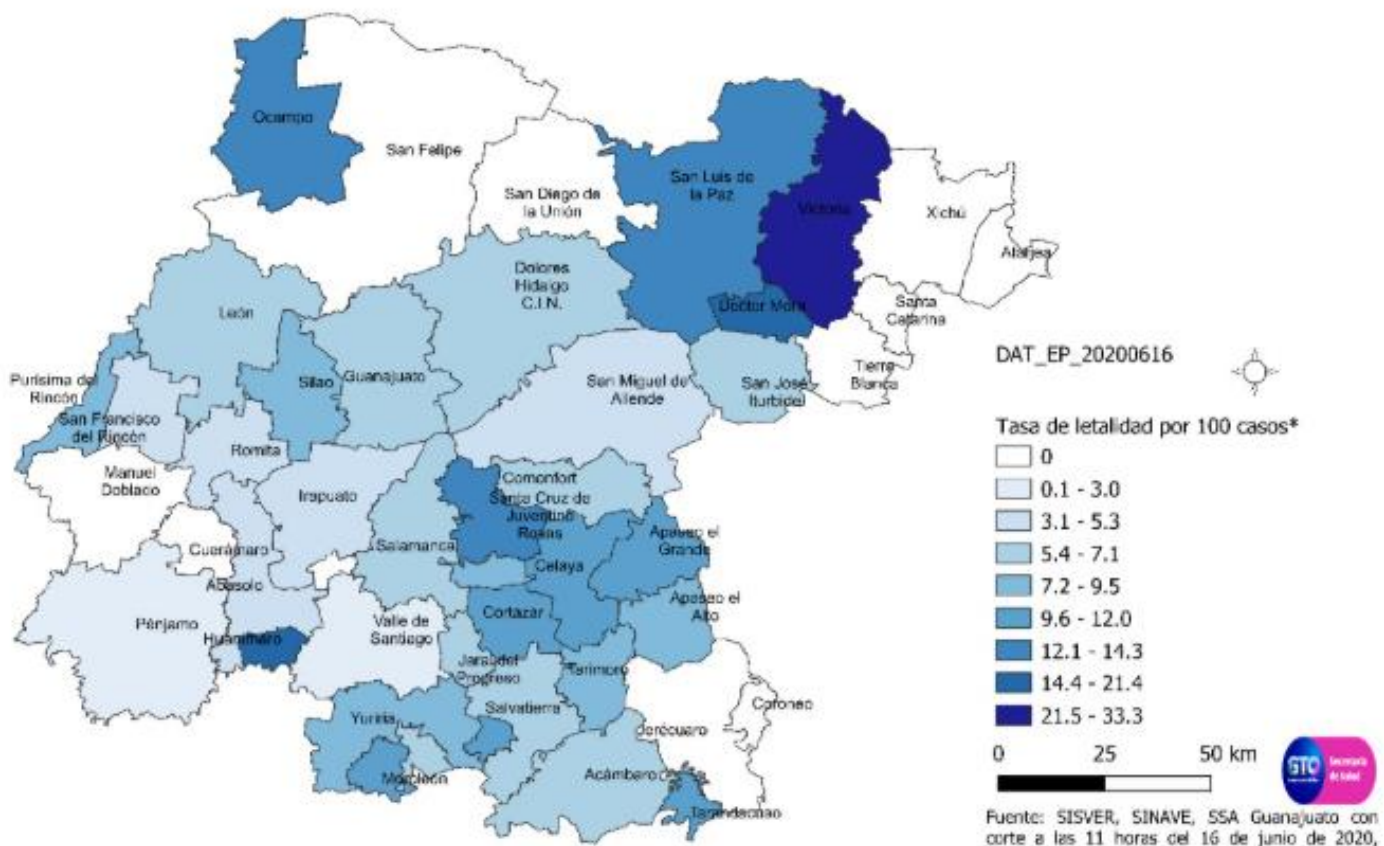 Ocampo
San Felipe
San Luis de
la Paz
San Diego de
la Unión
Victoria
Xichú
Atarjea
Dolores
Hidalgo
C.I.N.
León
Doctor Mora
Santa
Catarina
Tierra
Blanca
San José
Iturbide
Purísima del
Rincón
Silao
Guanajuato
San Miguel de
Allende
San Francisco
del Rincón
Romita
Manuel
Doblado
Irapuato
Comonfort
Santa Cruz de
Juventino
Rosas
Apaseo el
Grande
Salamanca
Cuerámaro
Celaya
Abasolo
Apaseo el
Alto
Pénjamo
Cortazar
Valle de
Santiago
Huanímaro
Jaral del
Progreso
Tarimoro
Yuriria
Salvatierra
Coroneo
Jerécuaro
Moroleón
Acámbaro
Tarandacuao
DAT_EP_20200616
Tasa de letalidad por 100 casos*
0
0.1 - 3.0
3.1 - 5.3
5.4 - 7.1
7.2 - 9.5
9.6 - 12.0
12.1 - 14.3
14.4 - 21.4
21.5 - 33.3
0 25 50 km
GTO
Secretaría
de Salud
Fuente: SISVER, SINAVE, SSA Guanajuato con
corte a las 11 horas del 16 de junio de 2020,